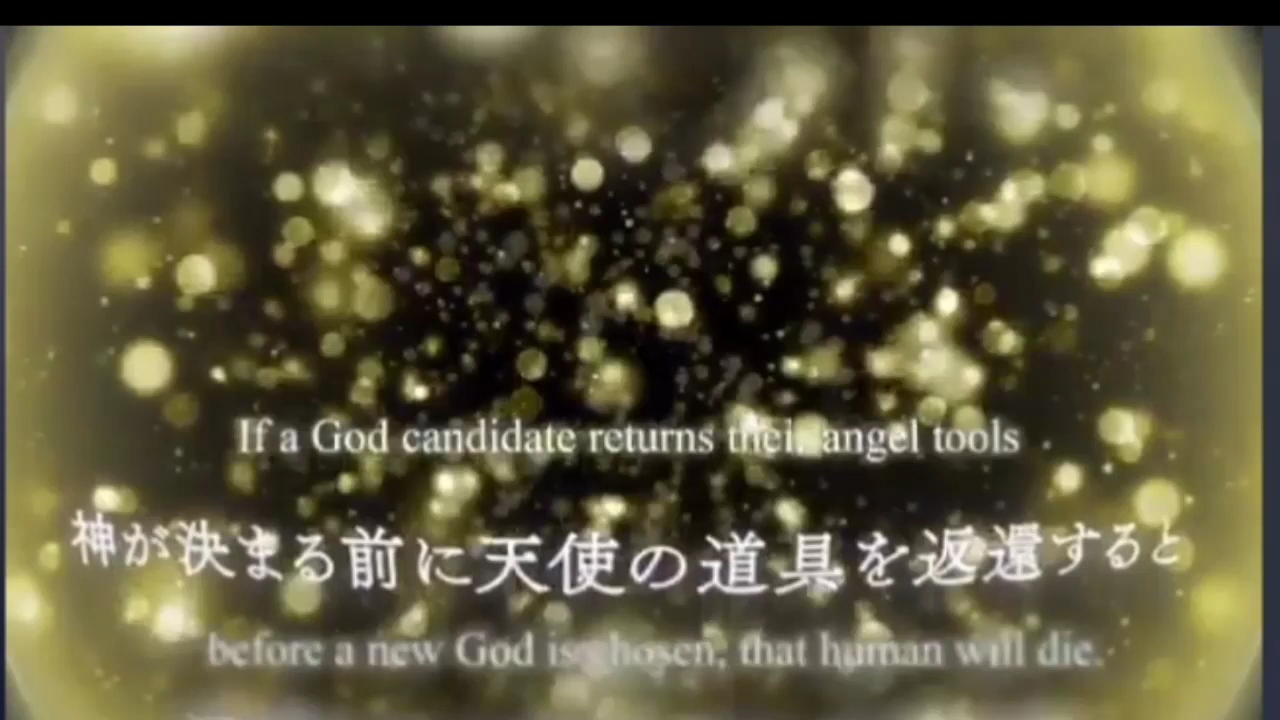 If a God candidate returns their angel tools
神が決まる前に天使の道具を返還すると
before a new God is chosen, that human will die.